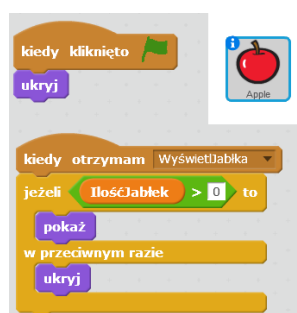 kiedy kliknięto
ukryj
Apple
kiedy otrzymam WyświetlJabłka
jeżeli IlośćJabłek > 0 to
pokaż
w przeciwnym razie
ukryj